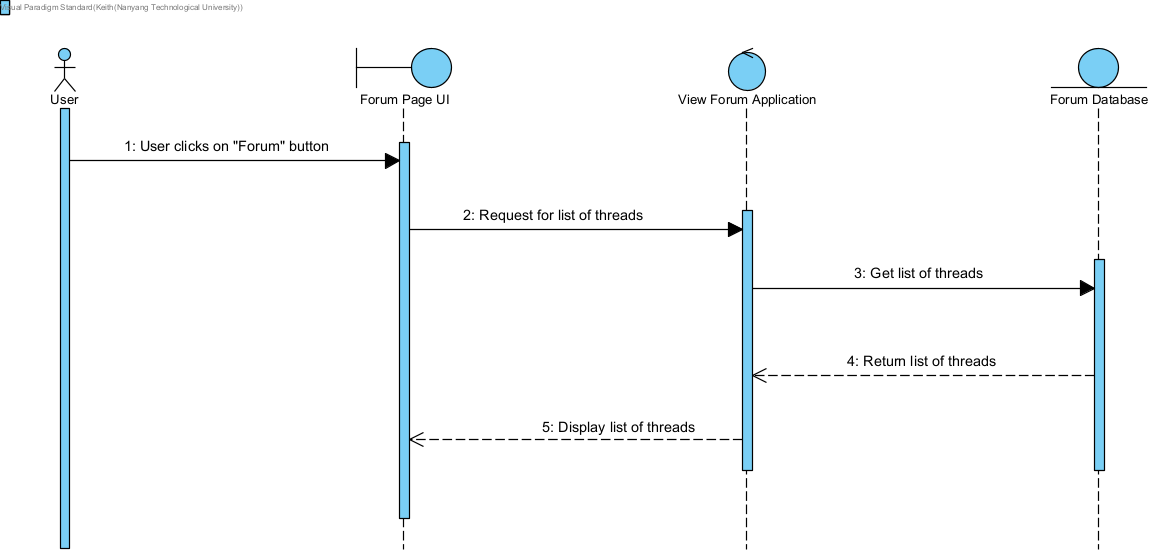 Visual Paradigm Standard(Keith(Nanyang Technological University))
User
Forum Page UI
View Forum Application
Forum Database
1: User clicks on "Forum" button
2: Request for list of threads
3: Get list of threads
4: Return list of threads
5: Display list of threads